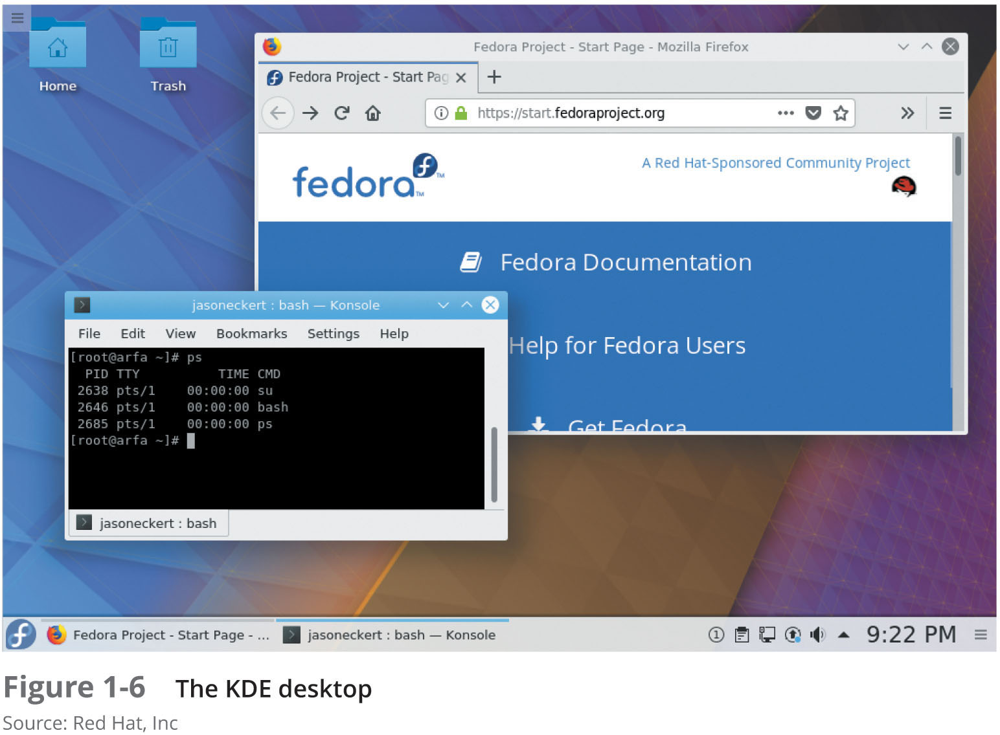 Home
Trash
Fedora Project - Start Page - Mozilla Firefox
Fedora Project - Start Pag
https://start.fedoraproject.org
fedora
A Red Hat-Sponsored Community Project
Fedora Documentation
Help for Fedora Users
Get Fedora
jasoneckert : bash — Konsole
File Edit View Bookmarks Settings Help
[root@arfa ~]# ps
  PID TTY          TIME CMD
 2638 pts/1    00:00:00 su
 2646 pts/1    00:00:00 bash
 2685 pts/1    00:00:00 ps
[root@arfa ~]#
jasoneckert : bash
Fedora Project - Start Page - ... jasoneckert : bash — Konsole 1 9:22 PM
Figure 1-6 The KDE desktop
Source: Red Hat, Inc